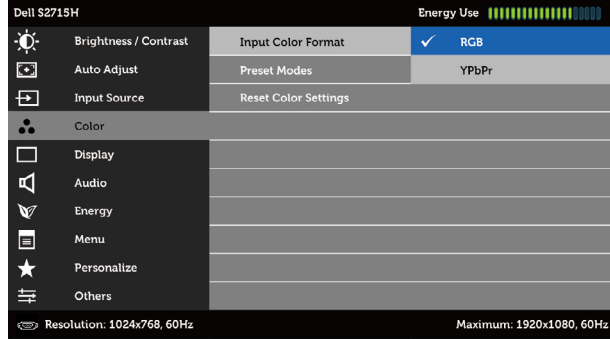 Dell S2715H Energy Use
Brightness / Contrast Input Color Format RGB
Auto Adjust Preset Modes YPbPr
Input Source Reset Color Settings
Color
Display
Audio
Energy
Menu
Personalize
Others
Resolution: 1024x768, 60Hz Maximum: 1920x1080, 60Hz